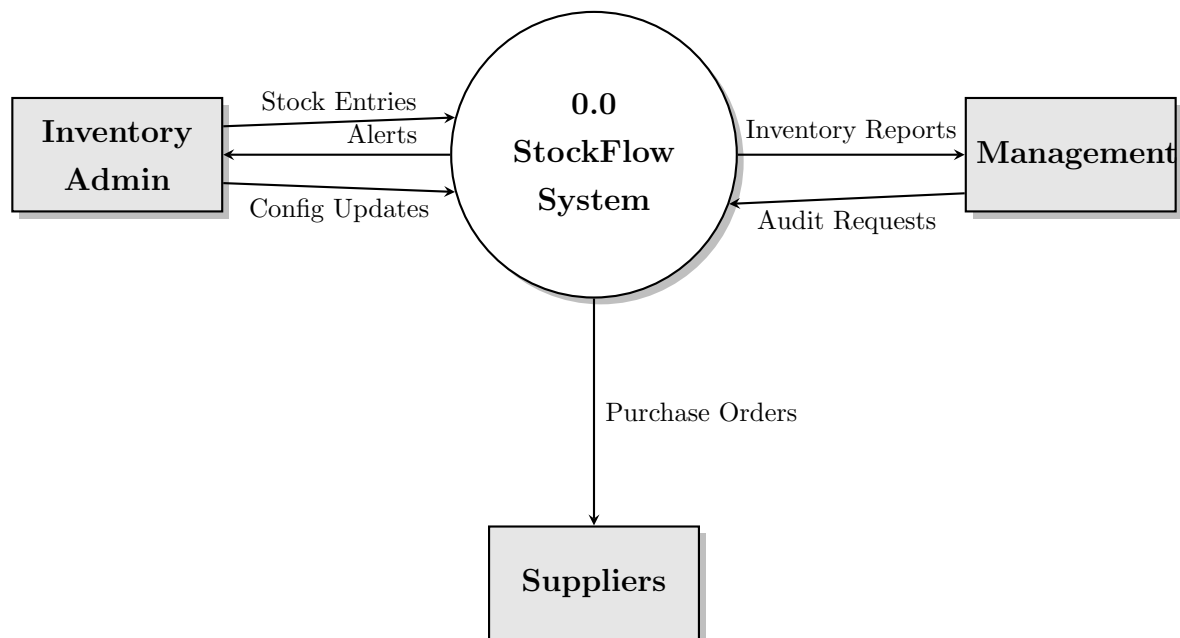 0.0
StockFlow
System
Inventory
Admin
Stock Entries
Alerts
Config Updates
Inventory Reports
Audit Requests
Management
Purchase Orders
Suppliers